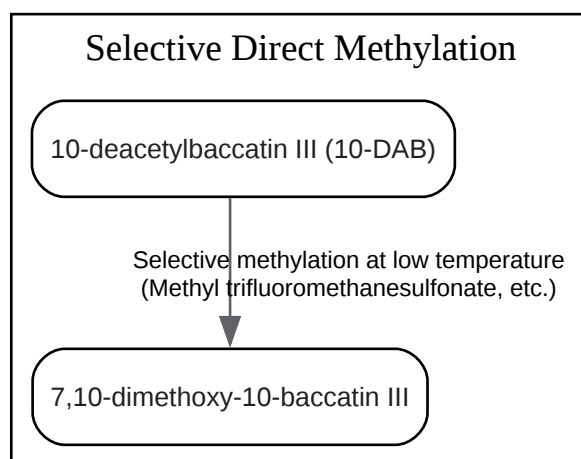 Selective Direct Methylation
10-deacetylbaccatin III (10-DAB)
Selective methylation at low temperature
(Methyl trifluoromethanesulfonate, etc.)
7,10-dimethoxy-10-baccatin III